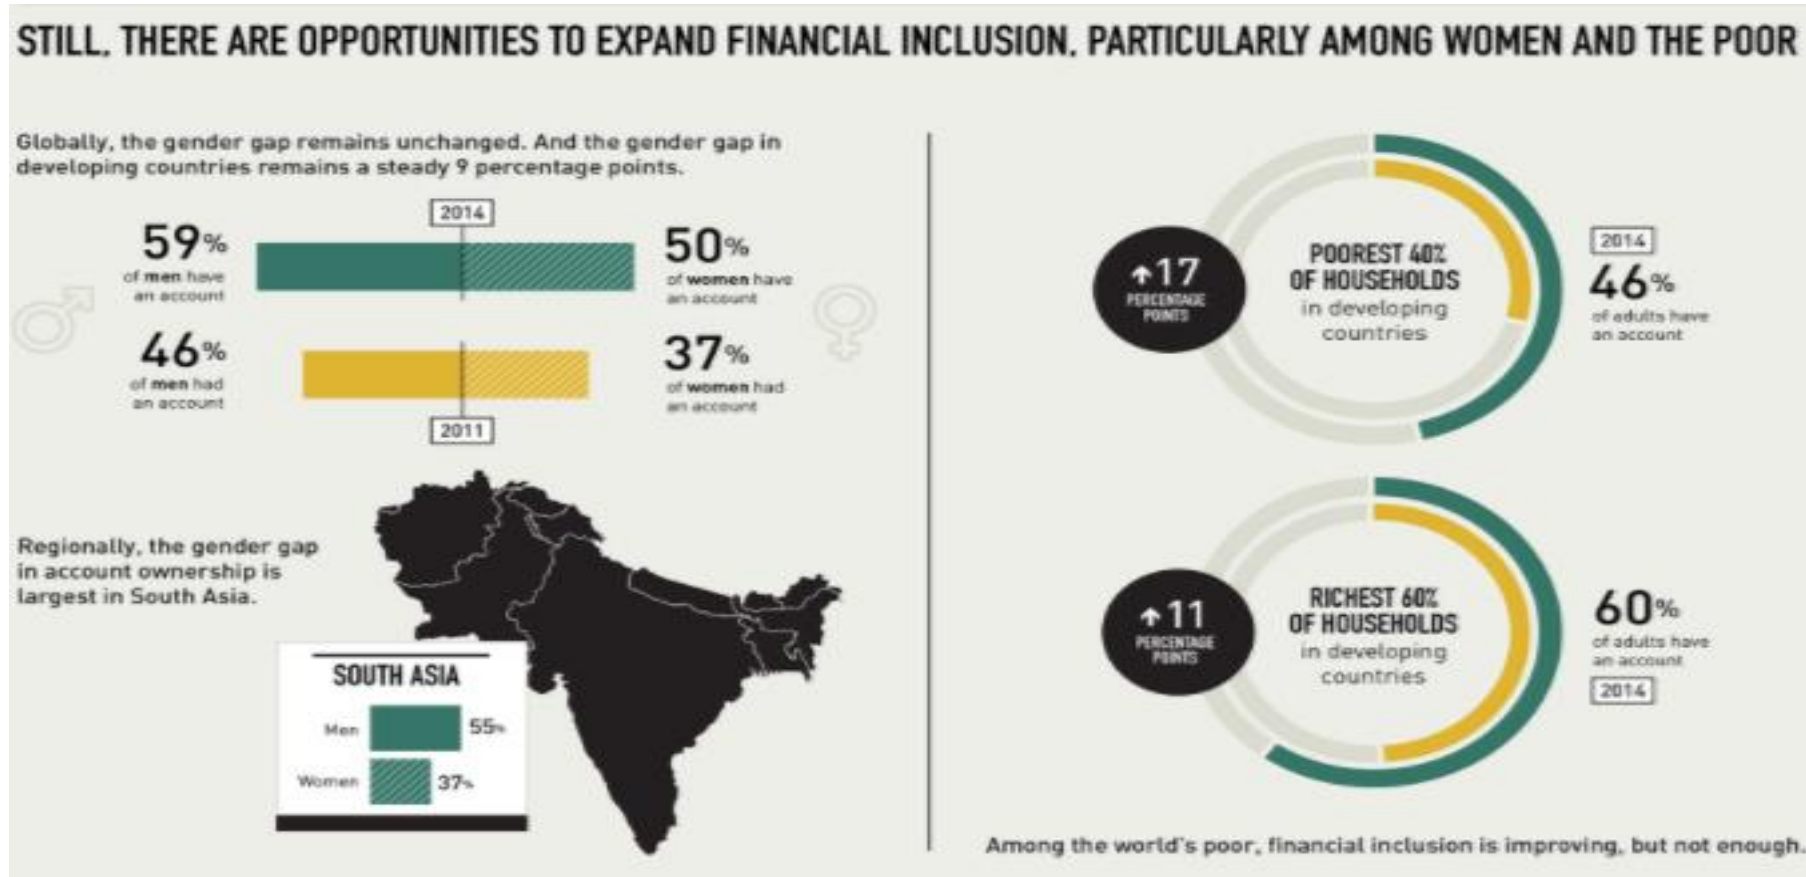 STILL, THERE ARE OPPORTUNITIES TO EXPAND FINANCIAL INCLUSION, PARTICULARLY AMONG WOMEN AND THE POOR
Globally, the gender gap remains unchanged. And the gender gap in
developing countries remains a steady 9 percentage points.
2014
59%
of men have
an account
50%
of women have
an account
46%
of men had
an account
37%
of women had
an account
2011
Regionally, the gender gap
in account ownership is
largest in South Asia.
SOUTH ASIA
Men 55%
Women 37%
↑17
PERCENTAGE
POINTS
POOREST 40%
OF HOUSEHOLDS
in developing
countries
2014
46%
of adults have
an account
↑11
PERCENTAGE
POINTS
RICHEST 60%
OF HOUSEHOLDS
in developing
countries
60%
of adults have
an account
2014
Among the world's poor, financial inclusion is improving, but not enough.